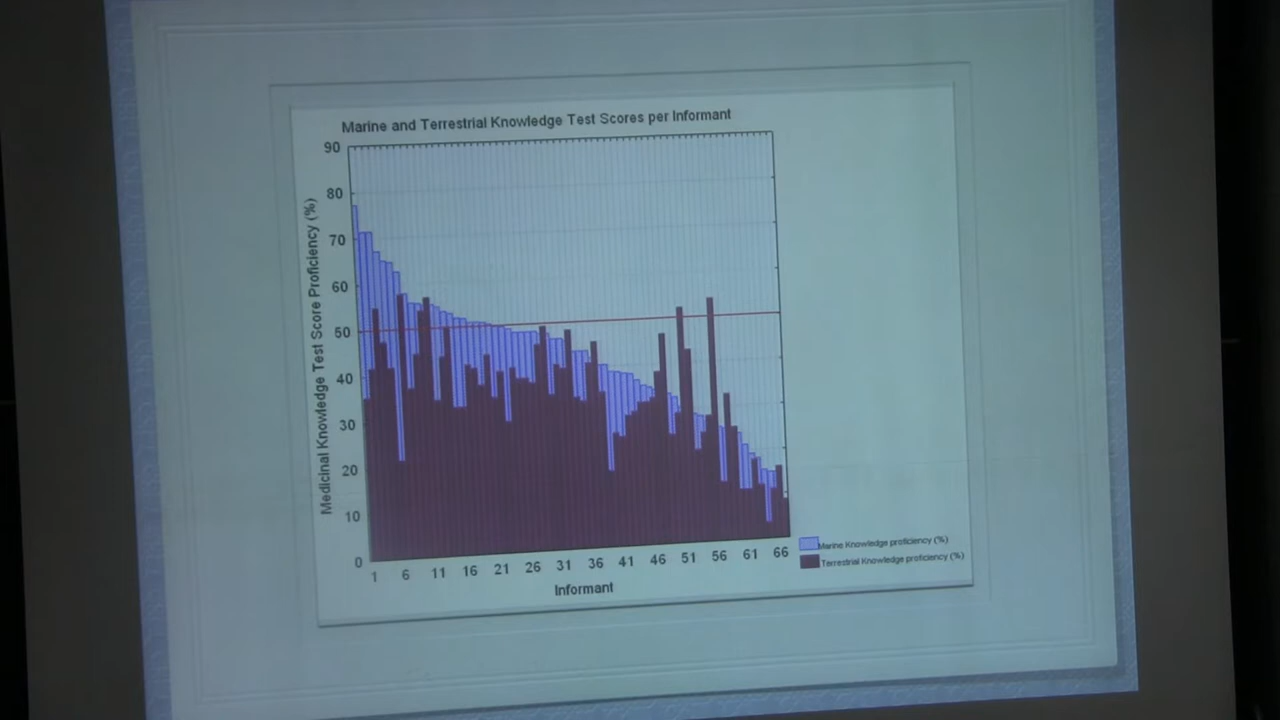 Marine and Terrestrial Knowledge Test Scores per Informant
Medicinal Knowledge Test Score Proficiency (%)
90
80
70
60
50
40
30
20
10
0
1 6 11 16 21 26 31 36 41 46 51 56 61 66
Informant
Marine Knowledge proficiency (%)
Terrestrial Knowledge proficiency (%)